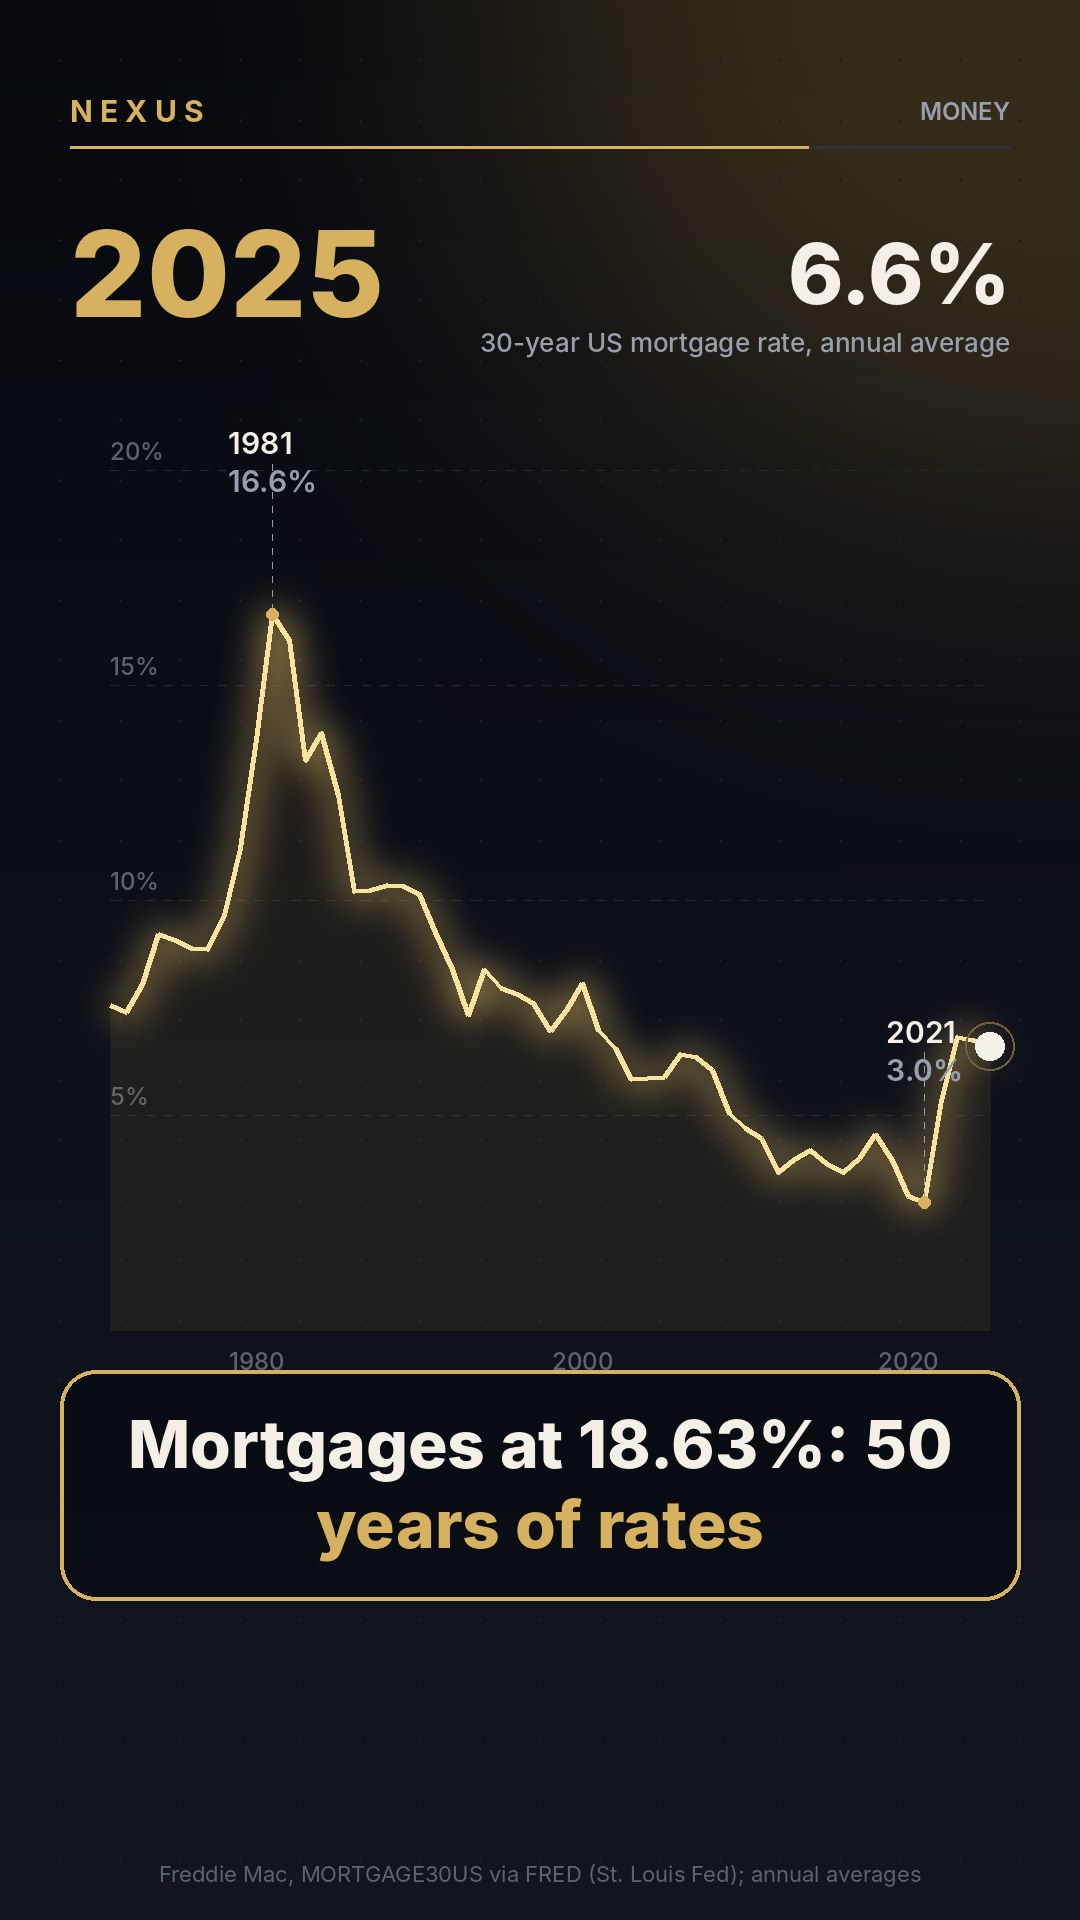 NEXUS
MONEY
2025
6.6%
30-year US mortgage rate, annual average
20%
1981
16.6%
15%
10%
2021
3.0%
5%
1980
2000
2020
Mortgages at 18.63%: 50
years of rates
Freddie Mac, MORTGAGE30US via FRED (St. Louis Fed); annual averages